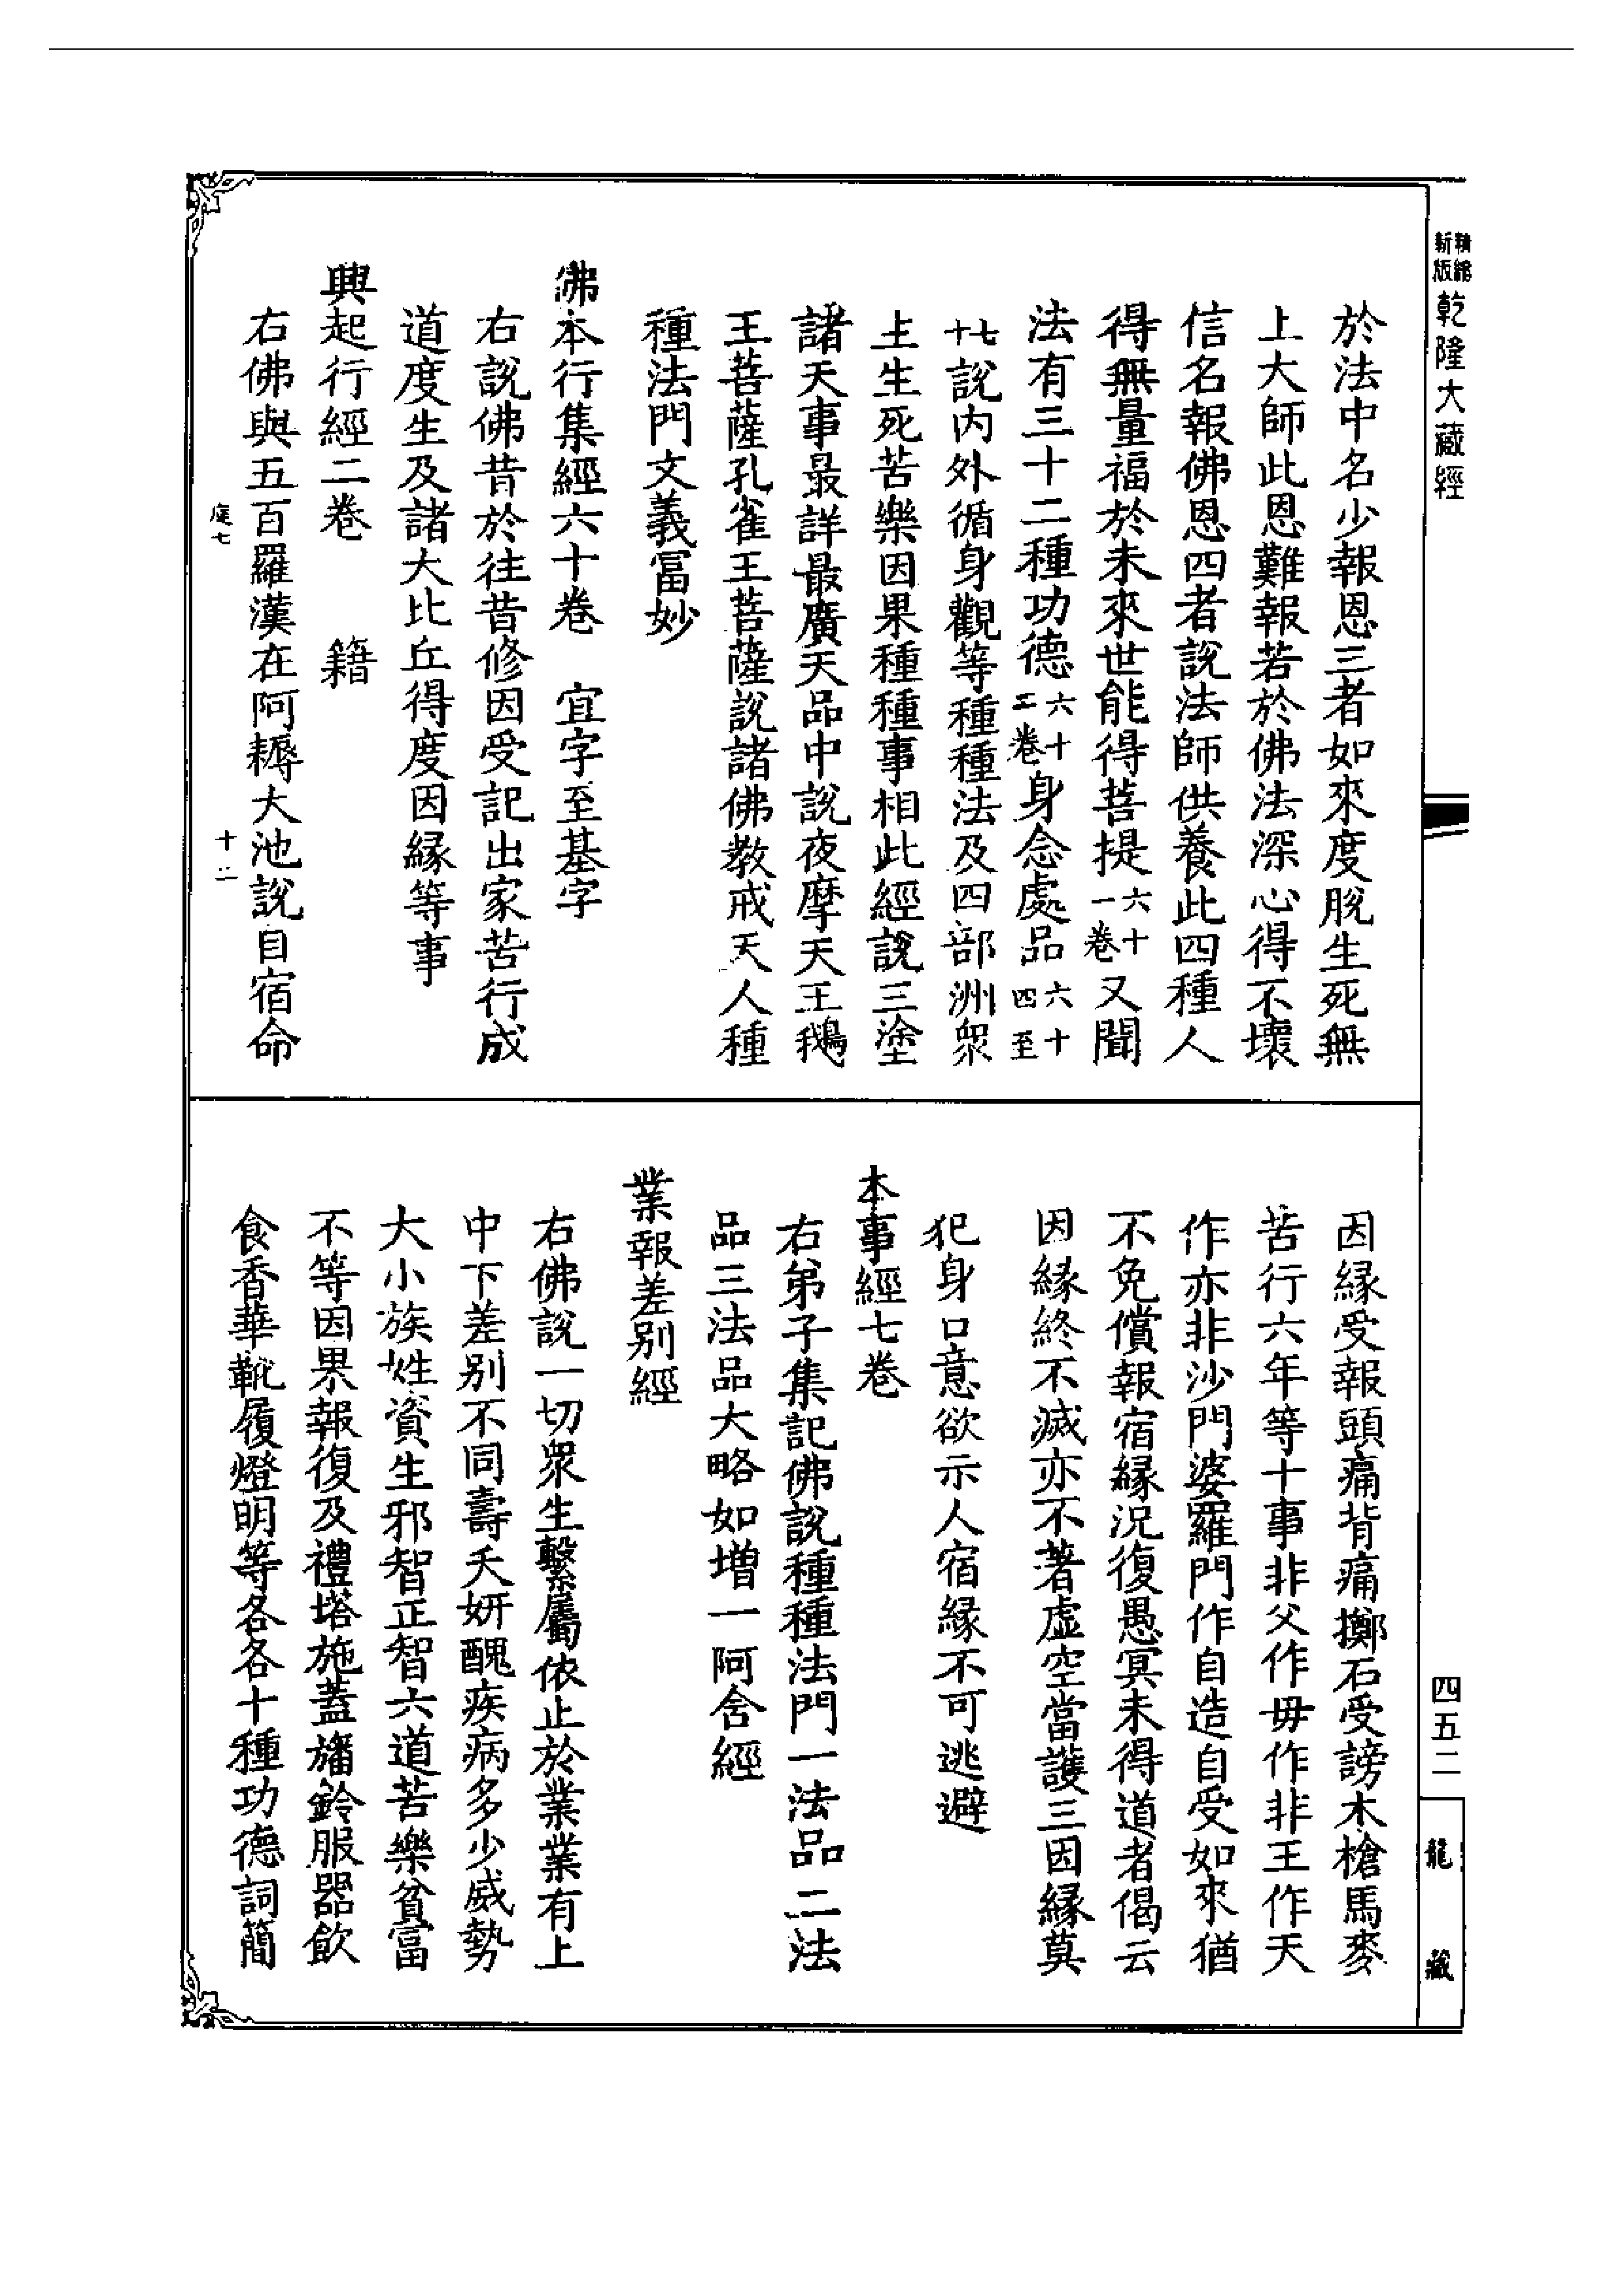 精縮
新版
乾隆大藏經
於法中名少報恩三者如來度脫生死無
上大師此恩難報若於佛法深心得不壞
信名報佛恩四者說法師供養此四種人
得無量福於未來世能得菩提六十一卷又聞
法有三十二種功德六十二卷身念處品六十四至
七十說内外循身觀等種種法及四部洲衆
生生死苦樂因果種種事相此經說三塗
諸天事最詳最廣天品中說夜摩天王鵝
王菩薩孔雀王菩薩說諸佛教戒天人種
種法門文義富妙
佛本行集經六十卷　宜字至基字
右說佛昔於往昔修因受記出家苦行成
道度生及諸大比丘得度因緣等事
興起行經二卷　籍
右佛與五百羅漢在阿耨大池說自宿命
庭七　十二
因緣受報頭痛背痛擲石受謗木槍馬麥
苦行六年等十事非父作毋作非王作天
作亦非沙門婆羅門作自造自受如來猶
不免償報宿緣況復愚冥未得道者偈云
因緣終不滅亦不著虛空當護三因緣莫
犯身口意欲示人宿緣不可逃避
本事經七卷
右弟子集記佛說種種法門一法品二法
品三法品大略如增一阿含經
業報差别經
右佛說一切衆生繫屬依止於業業有上
中下差别不同壽夭妍醜疾病多少威勢
大小族姓資生邪智正智六道苦樂貧富
不等因果報復及禮塔施蓋旛鈴服器飲
食香華靴履燈明等各各十種功德詞簡
四五二
龍藏